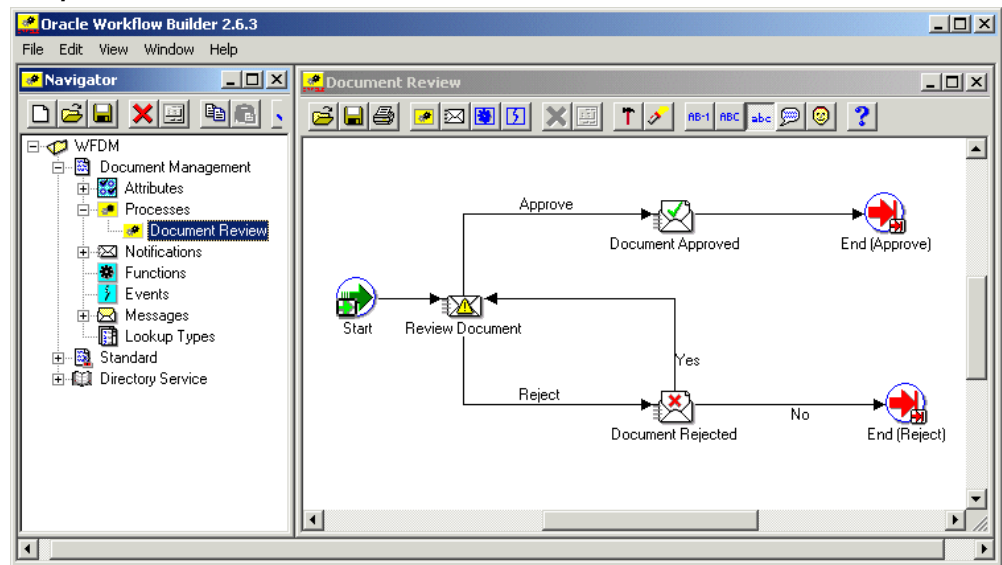 Oracle Workflow Builder 2.6.3
File Edit View Window Help
Navigator
WFDM
Document Management
Attributes
Processes
Document Review
Notifications
Functions
Events
Messages
Lookup Types
Standard
Directory Service
Document Review
AB-1 ABC abc ?
Approve
Document Approved
End (Approve)
Start
Review Document
Yes
Reject
No
Document Rejected
End (Reject)